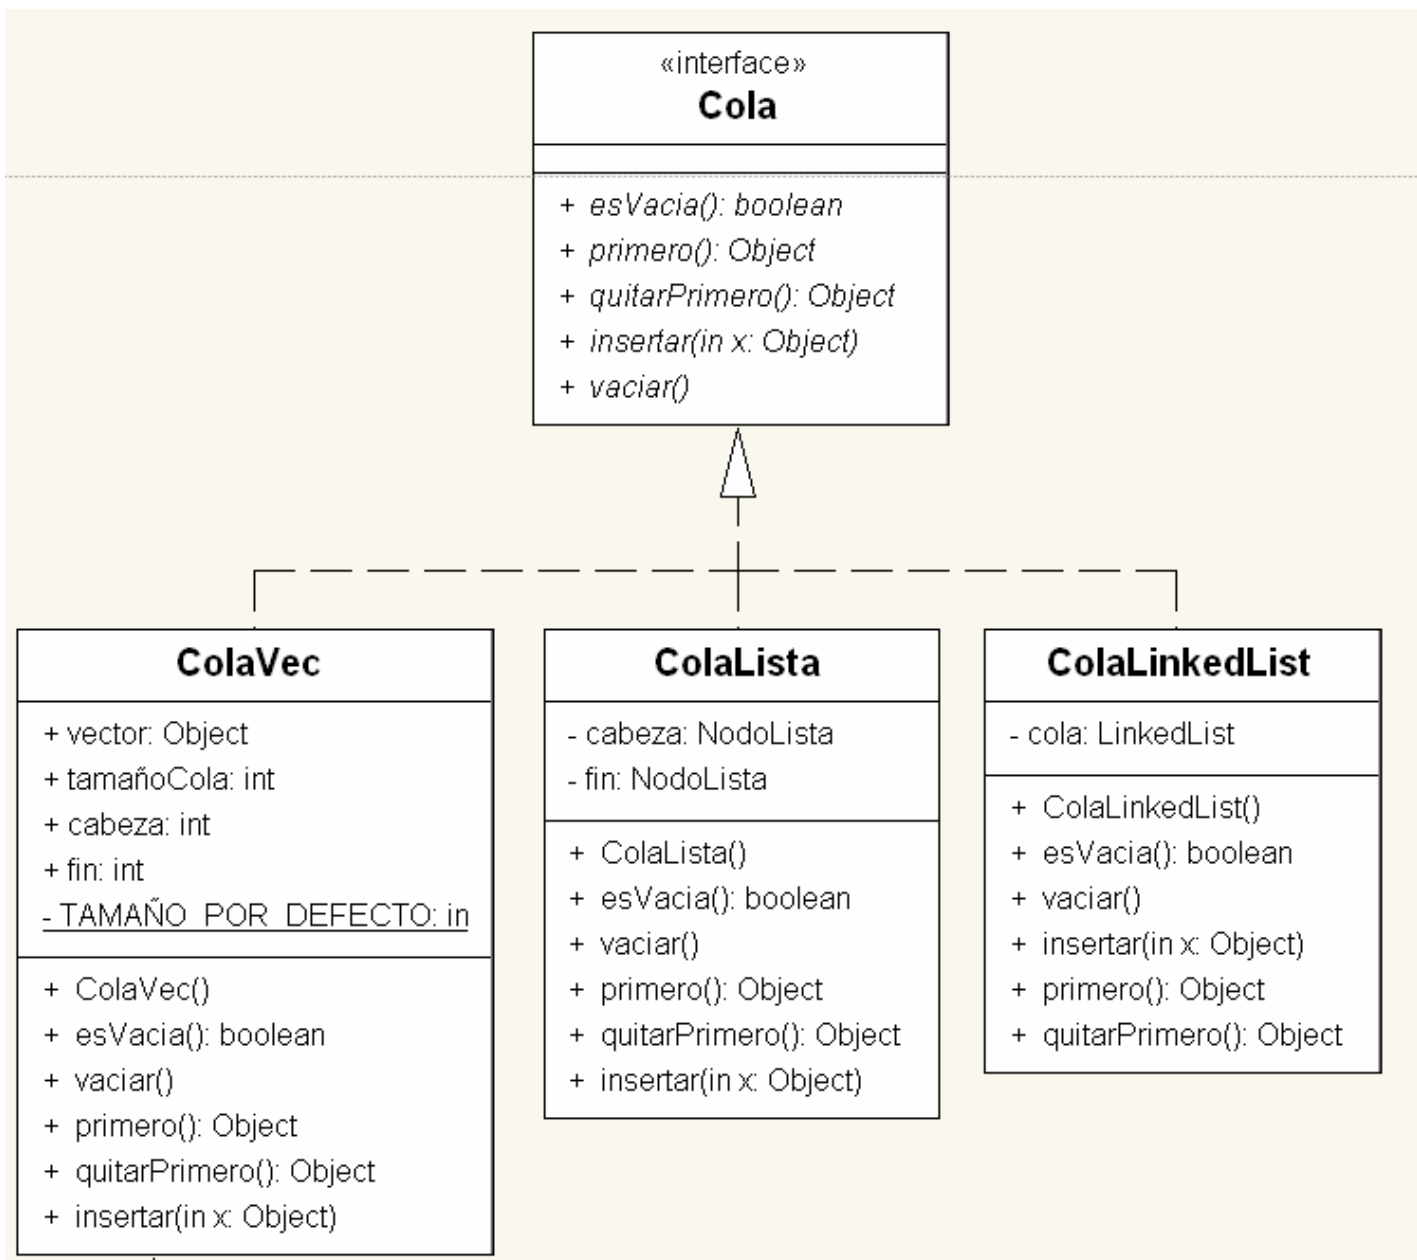 «interface»
Cola
+ esVacia(): boolean
+ primero(): Object
+ quitarPrimero(): Object
+ insertar(in x: Object)
+ vaciar()
ColaVec
+ vector: Object
+ tamañoCola: int
+ cabeza: int
+ fin: int
- TAMAÑO_POR_DEFECTO: in
+ ColaVec()
+ esVacia(): boolean
+ vaciar()
+ primero(): Object
+ quitarPrimero(): Object
+ insertar(in x: Object)
ColaLista
- cabeza: NodoLista
- fin: NodoLista
+ ColaLista()
+ esVacia(): boolean
+ vaciar()
+ primero(): Object
+ quitarPrimero(): Object
+ insertar(in x: Object)
ColaLinkedList
- cola: LinkedList
+ ColaLinkedList()
+ esVacia(): boolean
+ vaciar()
+ insertar(in x: Object)
+ primero(): Object
+ quitarPrimero(): Object